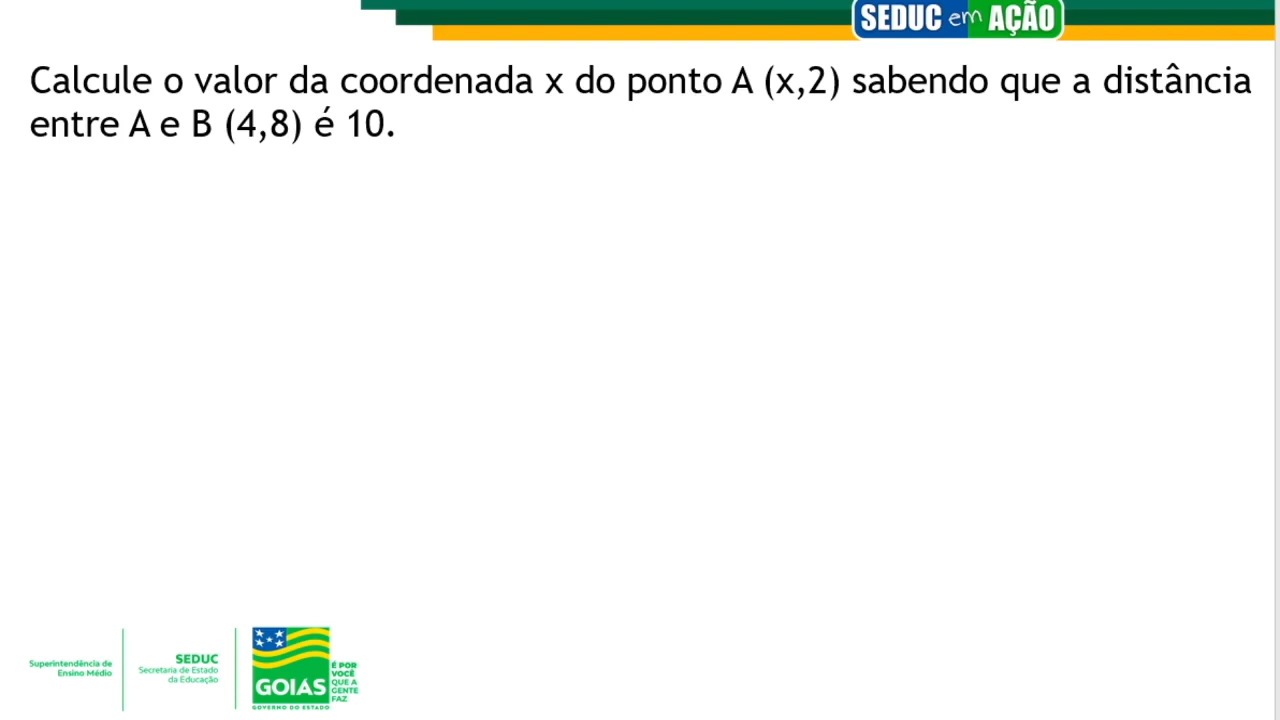 SEDUC em AÇÃO
Calcule o valor da coordenada x do ponto A (x,2) sabendo que a distância
entre A e B (4,8) é 10.
Superintendência de
Ensino Médio
SEDUC
Secretaria de Estado
da Educação
GOIÁS
GOVERNO DO ESTADO
É POR
VOCÊ
QUE A
GENTE
FAZ